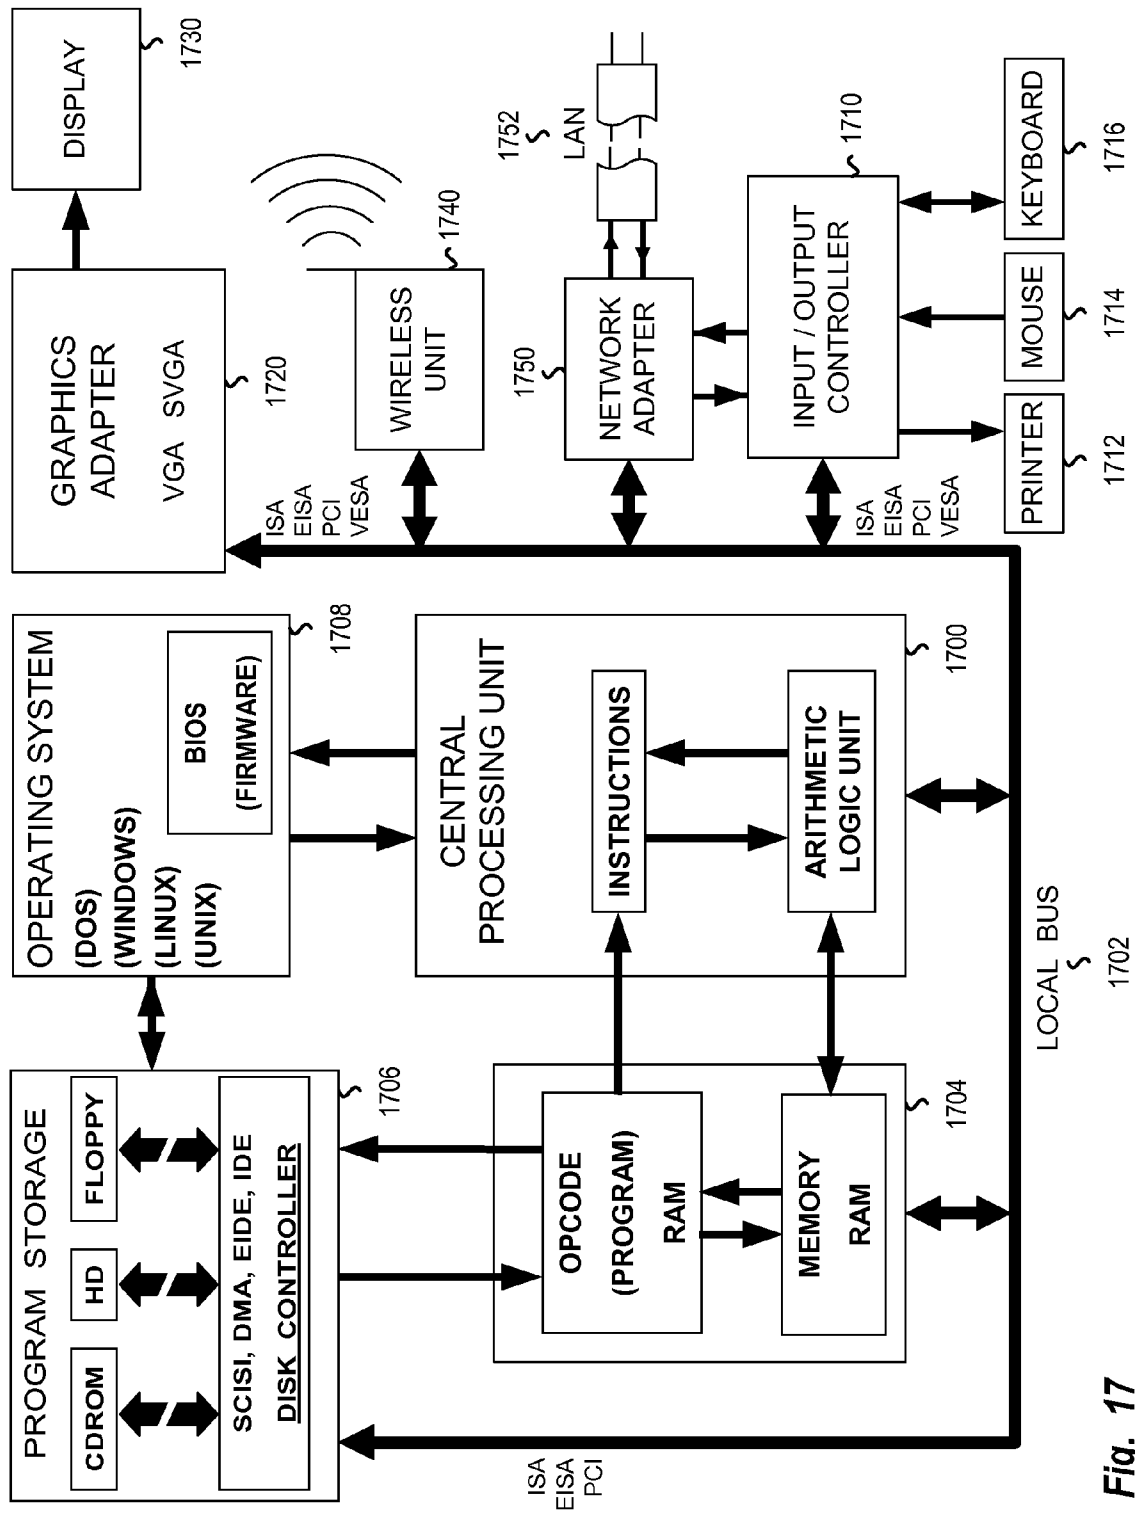 PROGRAM STORAGE
CDROM
HD
FLOPPY
SCISI, DMA, EIDE, IDE
DISK CONTROLLER
1706
OPERATING SYSTEM
(DOS)
(WINDOWS)
(LINUX)
(UNIX)
BIOS
(FIRMWARE)
1708
GRAPHICS
ADAPTER
VGA SVGA
1720
DISPLAY
1730
ISA
EISA
PCI
VESA
WIRELESS
UNIT
1740
CENTRAL
PROCESSING UNIT
INSTRUCTIONS
ARITHMETIC
LOGIC UNIT
1700
OPCODE
(PROGRAM)
RAM
MEMORY
RAM
1704
ISA
EISA
PCI
1750
NETWORK
ADAPTER
1752
LAN
INPUT / OUTPUT
CONTROLLER
1710
ISA
EISA
PCI
VESA
PRINTER
1712
MOUSE
1714
KEYBOARD
1716
LOCAL BUS
1702
Fig. 17